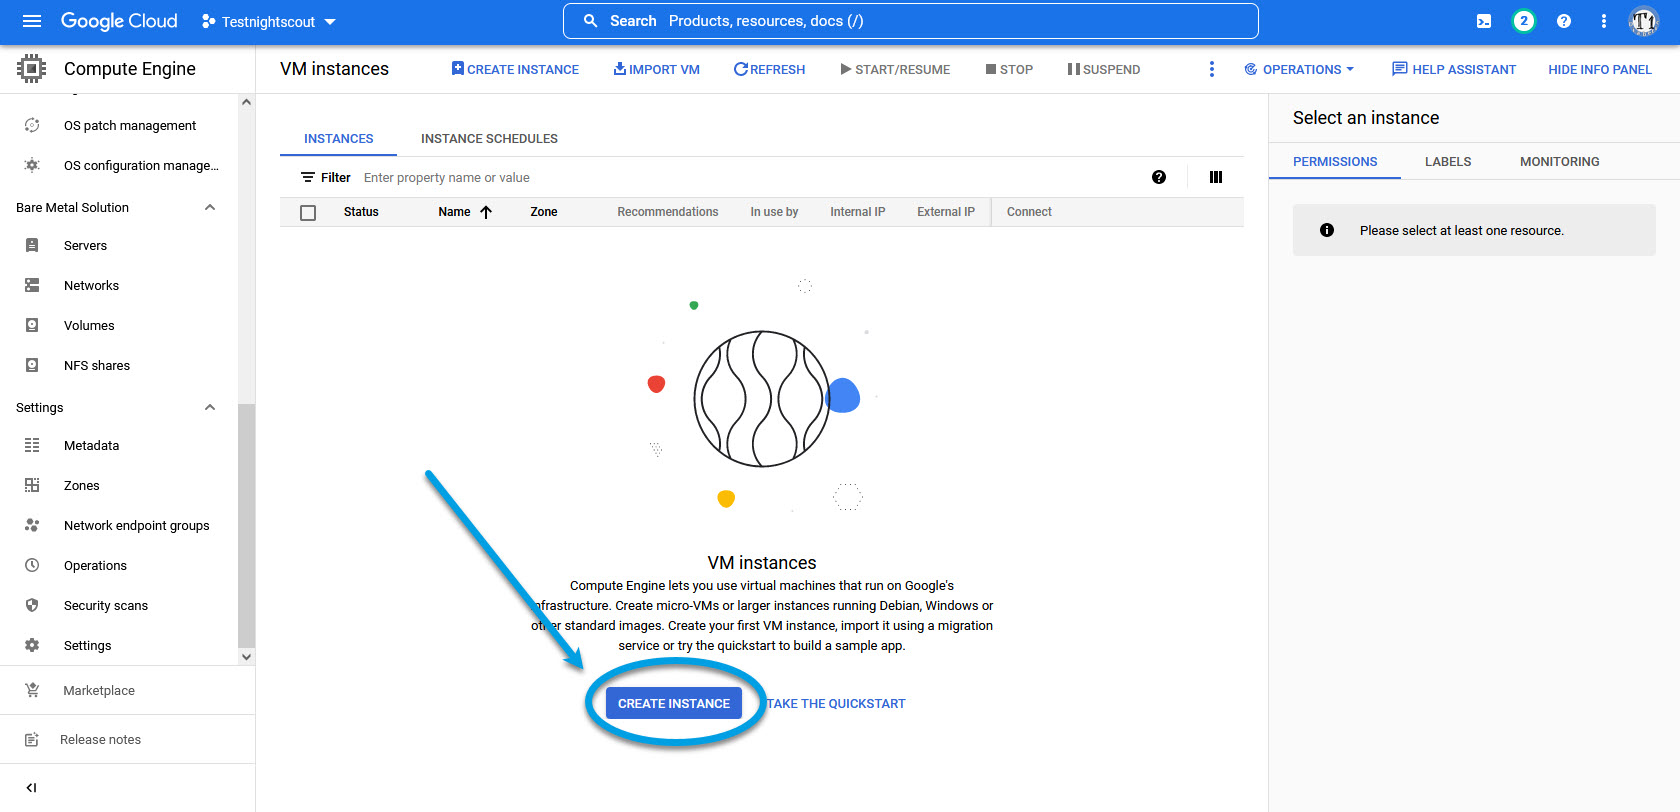 Google Cloud
Testnightscout
Search Products, resources, docs (/)
2
?
T1
Compute Engine
VM instances
CREATE INSTANCE
IMPORT VM
REFRESH
START/RESUME
STOP
SUSPEND
OPERATIONS
HELP ASSISTANT
HIDE INFO PANEL
OS patch management
OS configuration manage...
Bare Metal Solution
Servers
Networks
Volumes
NFS shares
Settings
Metadata
Zones
Network endpoint groups
Operations
Security scans
Settings
Marketplace
Release notes
INSTANCES
INSTANCE SCHEDULES
Filter Enter property name or value
?
Status
Name
Zone
Recommendations
In use by
Internal IP
External IP
Connect
VM instances
Compute Engine lets you use virtual machines that run on Google's
nfrastructure. Create micro-VMs or larger instances running Debian, Windows or
other standard images. Create your first VM instance, import it using a migration
service or try the quickstart to build a sample app.
CREATE INSTANCE
TAKE THE QUICKSTART
Select an instance
PERMISSIONS
LABELS
MONITORING
Please select at least one resource.